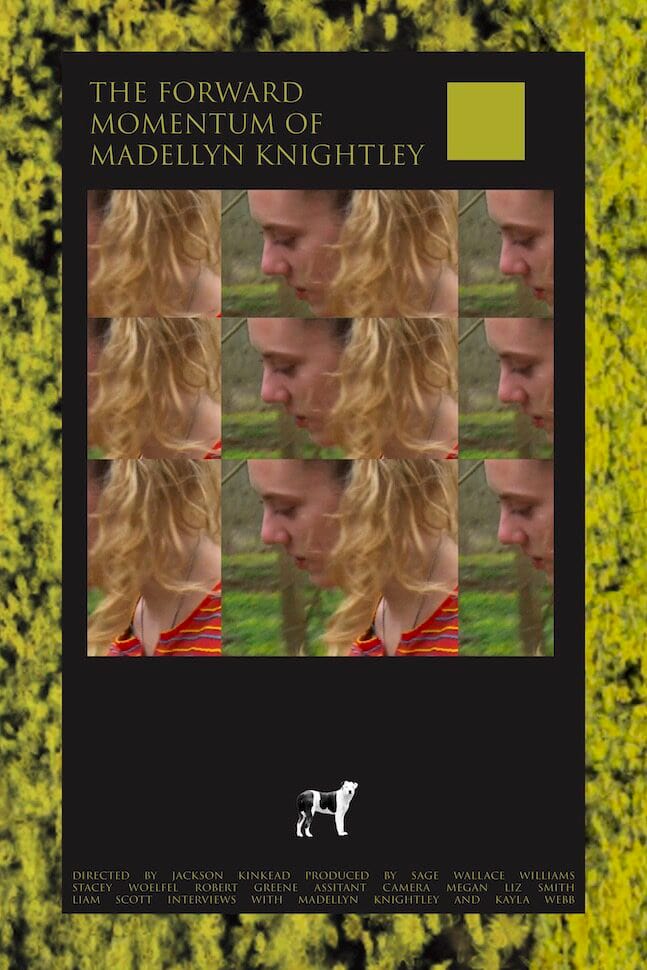 THE FORWARD
MOMENTUM OF
MADELLYN KNIGHTLEY
DIRECTED BY JACKSON KINKEAD PRODUCED BY SAGE WALLACE WILLIAMS
STACEY WOELFEL ROBERT GREENE ASSITANT CAMERA MEGAN LIZ SMITH
LIAM SCOTT INTERVIEWS WITH MADELLYN KNIGHTLEY AND KAYLA WEBB